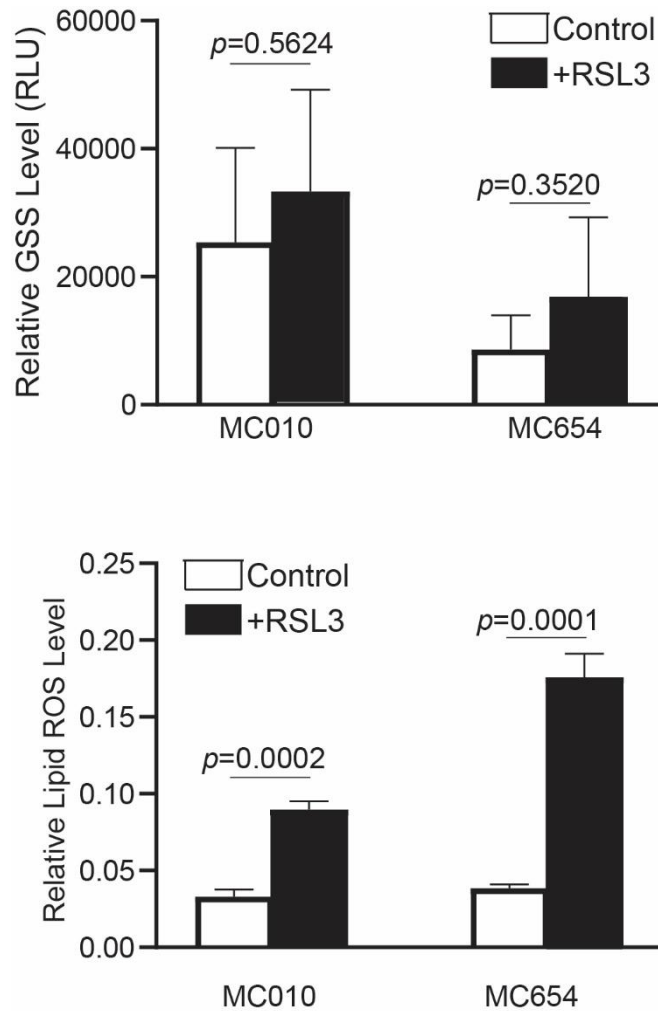 Relative GSS Level (RLU)
60000
40000
20000
0
Control
+RSL3
p=0.5624
p=0.3520
MC010
MC654
Relative Lipid ROS Level
0.25
0.20
0.15
0.10
0.05
0.00
Control
+RSL3
p=0.0002
p=0.0001
MC010
MC654